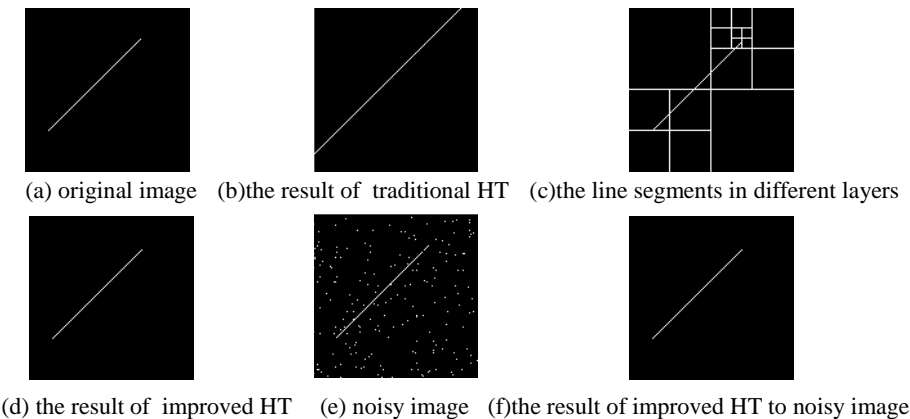 (a) original image (b)the result of traditional HT (c)the line segments in different layers
(d) the result of improved HT (e) noisy image (f)the result of improved HT to noisy image